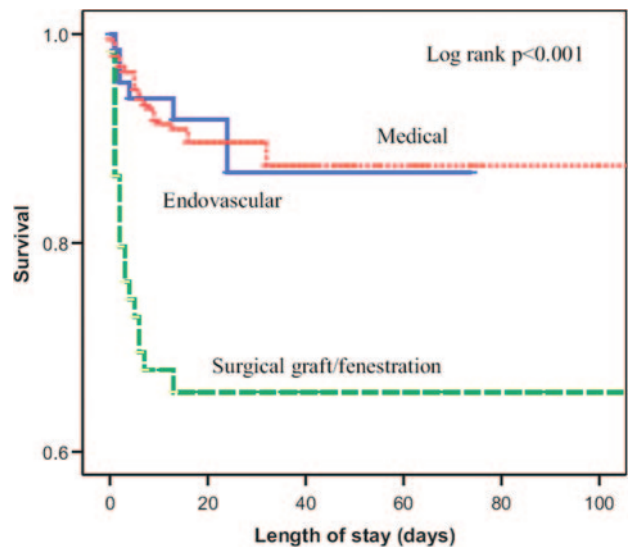 1.0
Log rank p<0.001
Medical
Endovascular
0.8
Survival
Surgical graft/fenestration
0.6
0 20 40 60 80 100
Length of stay (days)